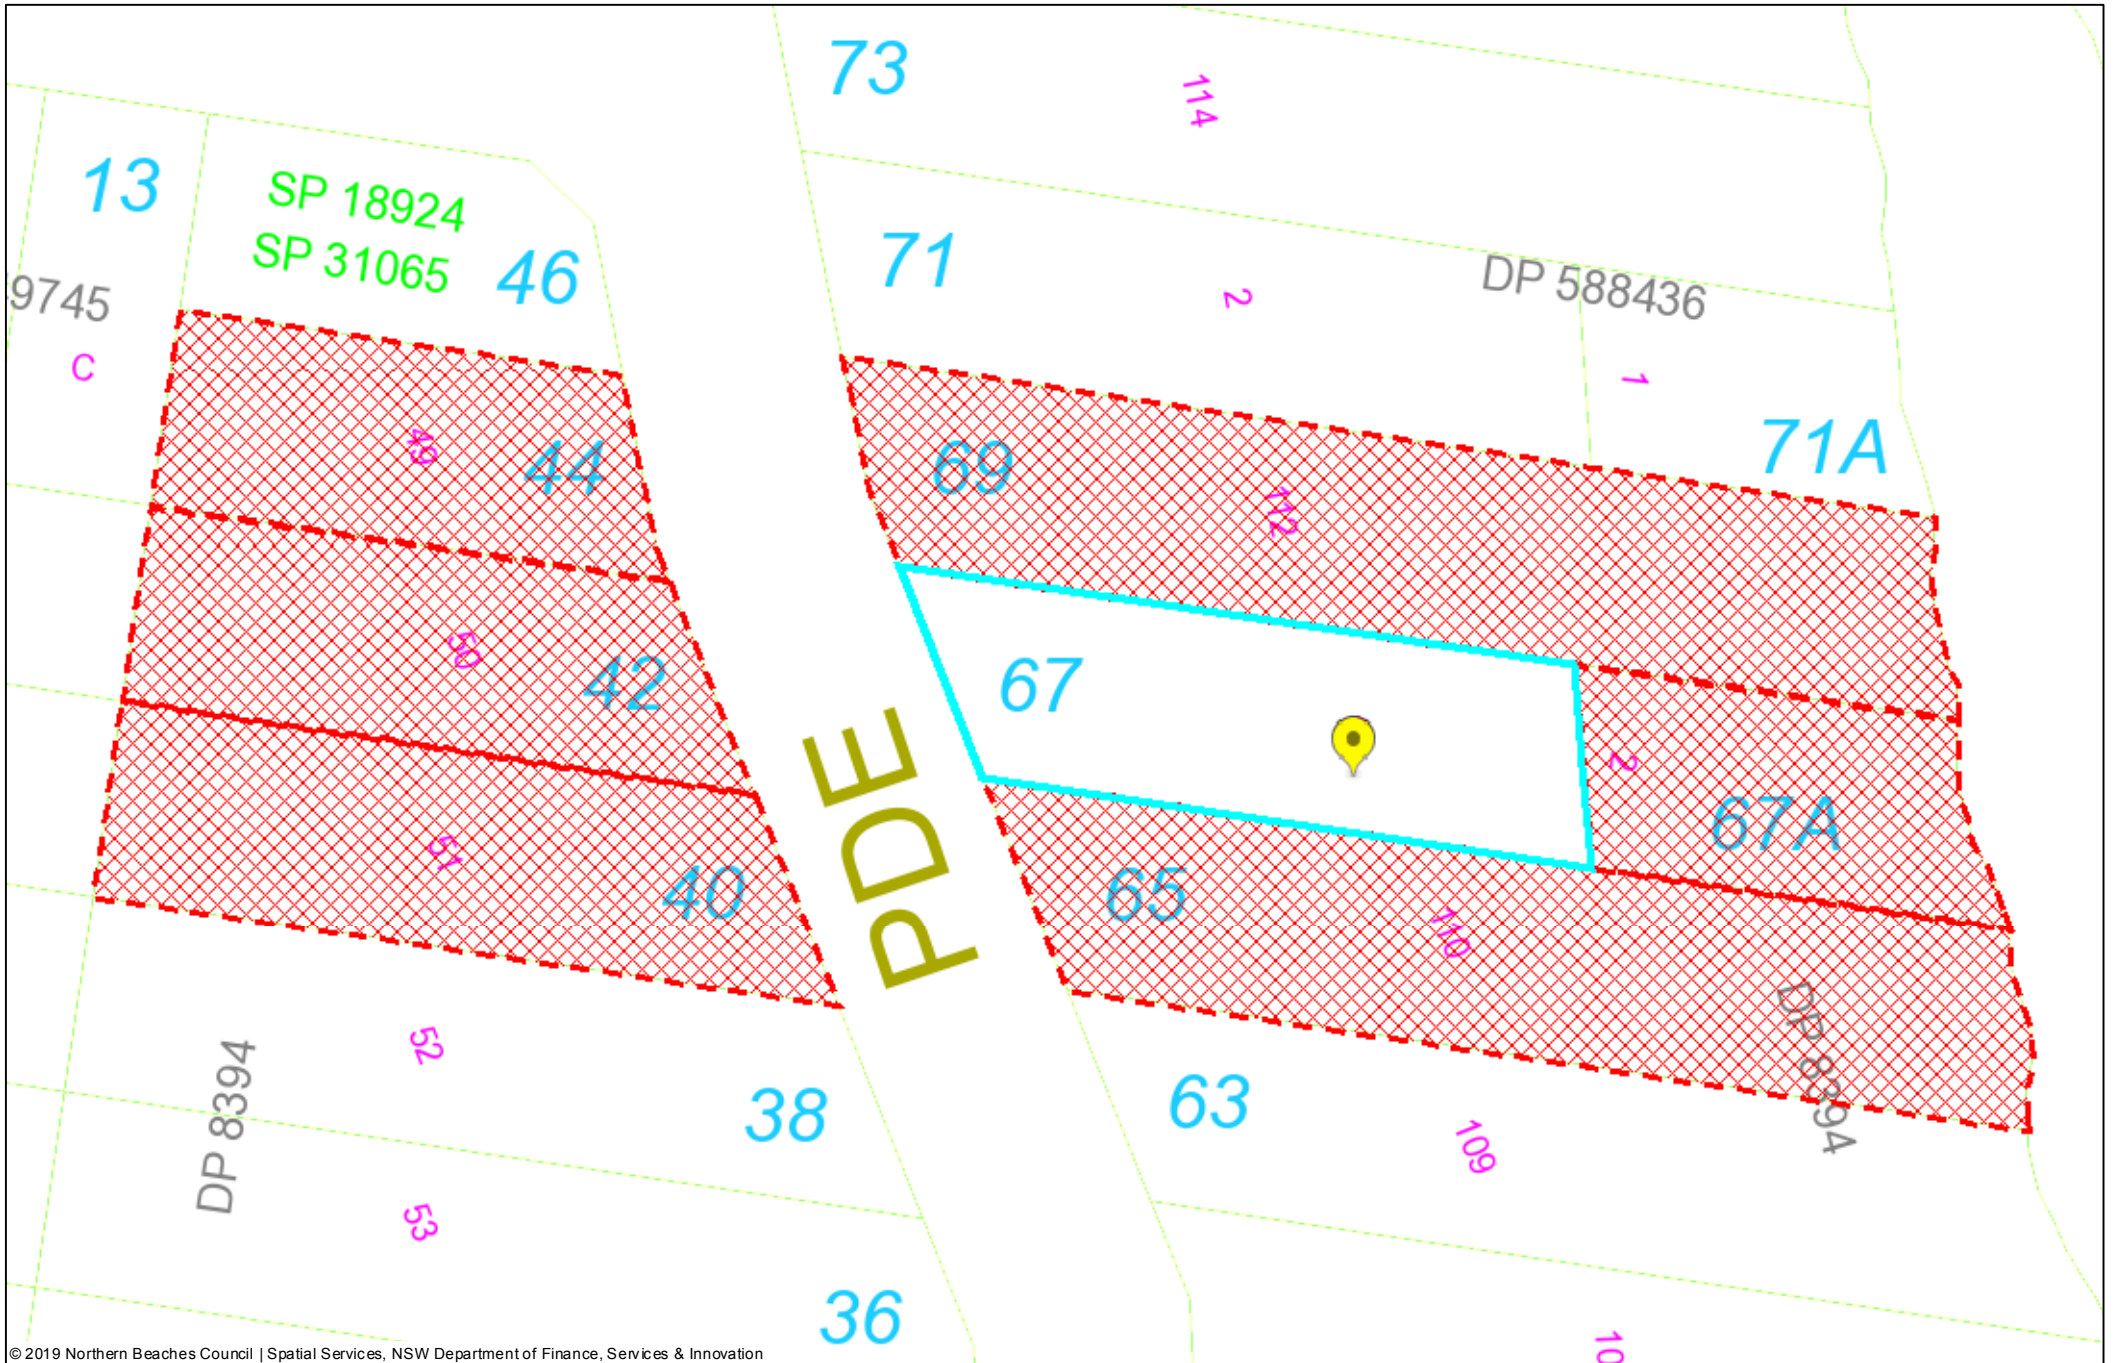 73
114
13
SP 18924
SP 31065
46
71
2
DP 588436
9745
C
1
71A
49
44
69
112
50
42
67
2
67A
PDE
51
40
65
110
DP 8394
52
38
63
109
DP 8394
53
36
10
© 2019 Northern Beaches Council | Spatial Services, NSW Department of Finance, Services & Innovation